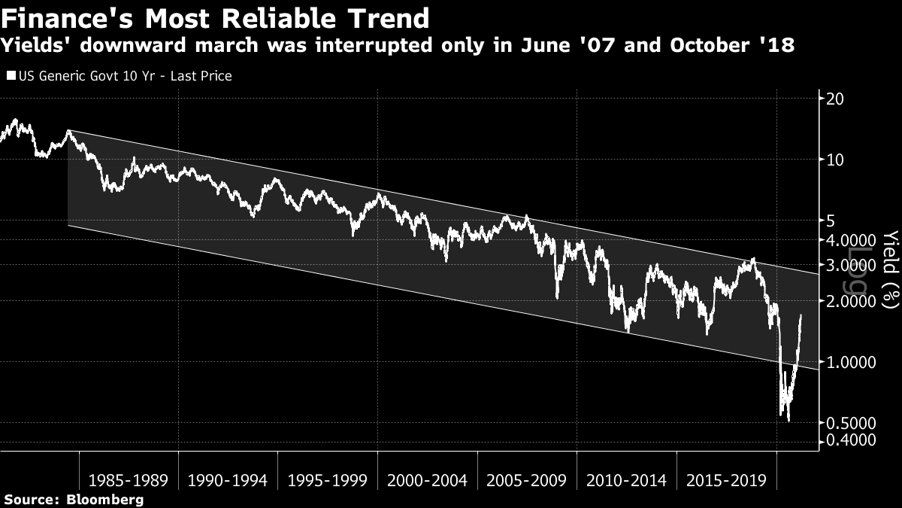 Finance's Most Reliable Trend
Yields' downward march was interrupted only in June '07 and October '18
US Generic Govt 10 Yr - Last Price
20
10
5
4.0000
3.0000
2.0000
1.0000
0.5000
0.4000
Yield (%)
Log
1985-1989 1990-1994 1995-1999 2000-2004 2005-2009 2010-2014 2015-2019
Source: Bloomberg